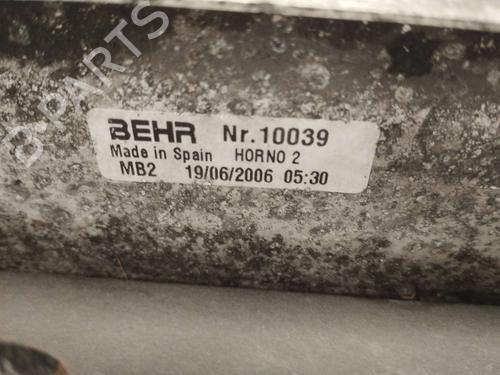 B-PARTS
BEHR Nr.10039
Made in Spain HORNO 2
MB2 19/06/2006 05:30